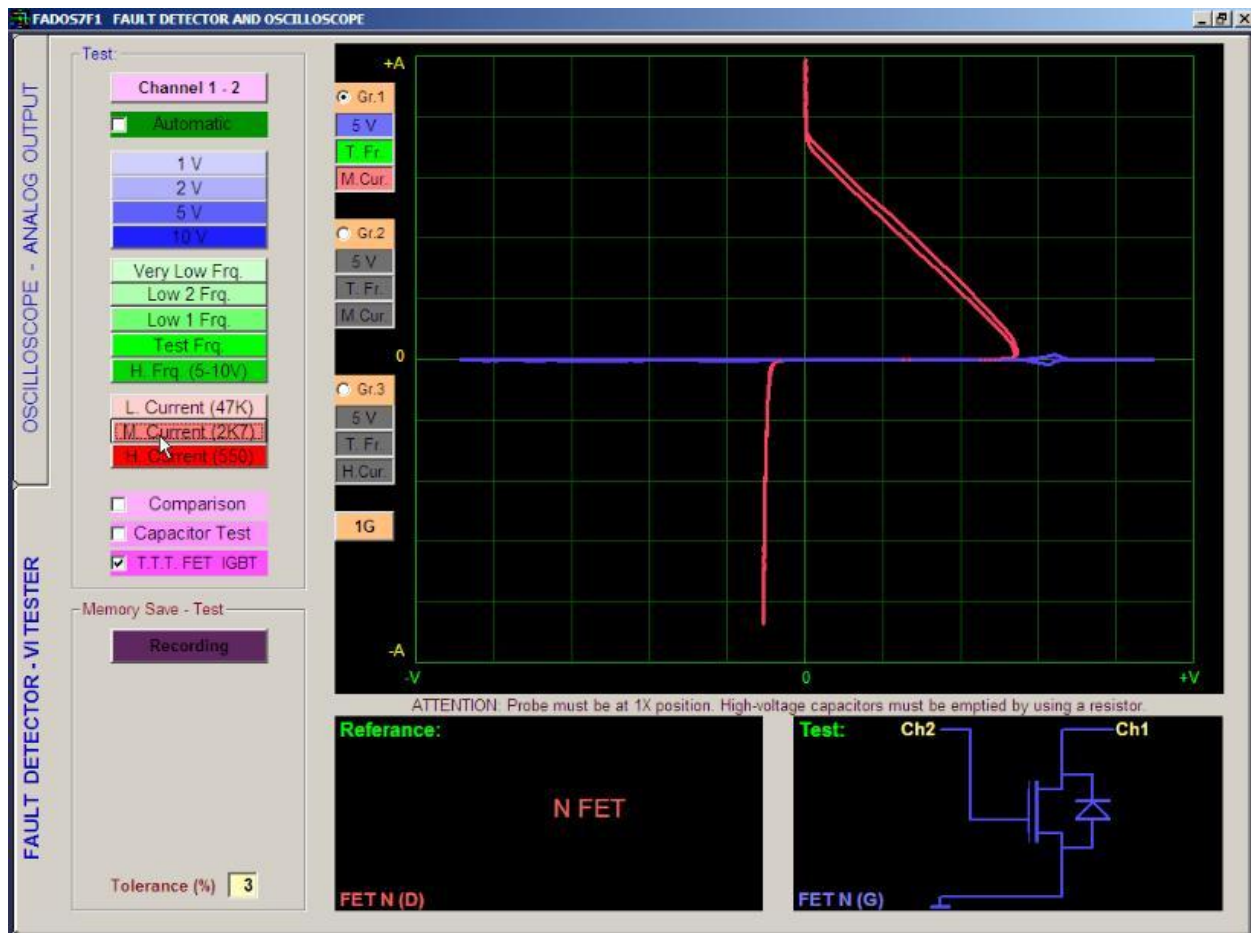 FADOS7F1 FAULT DETECTOR AND OSCILLOSCOPE
OSCILLOSCOPE - ANALOG OUTPUT
FAULT DETECTOR - VI TESTER
Test:
Channel 1 - 2
Automatic
1 V
2 V
5 V
10 V
Very Low Frq.
Low 2 Frq.
Low 1 Frq.
Test Frq.
H. Frq. (5-10V)
L. Current (47K)
M. Current (2K7)
H. Current (550)
Comparison
Capacitor Test
T.T.T. FET IGBT
Memory Save - Test
Recording
Tolerance (%) 3
+A
Gr.1
5 V
T. Fr.
M.Cur.
Gr.2
5 V
T. Fr.
M.Cur.
0
Gr.3
5 V
T. Fr.
H.Cur.
1G
-A
-V 0 +V
ATTENTION: Probe must be at 1X position. High-voltage capacitors must be emptied by using a resistor.
Referance:
N FET
FET N (D)
Test: Ch2 Ch1
FET N (G)